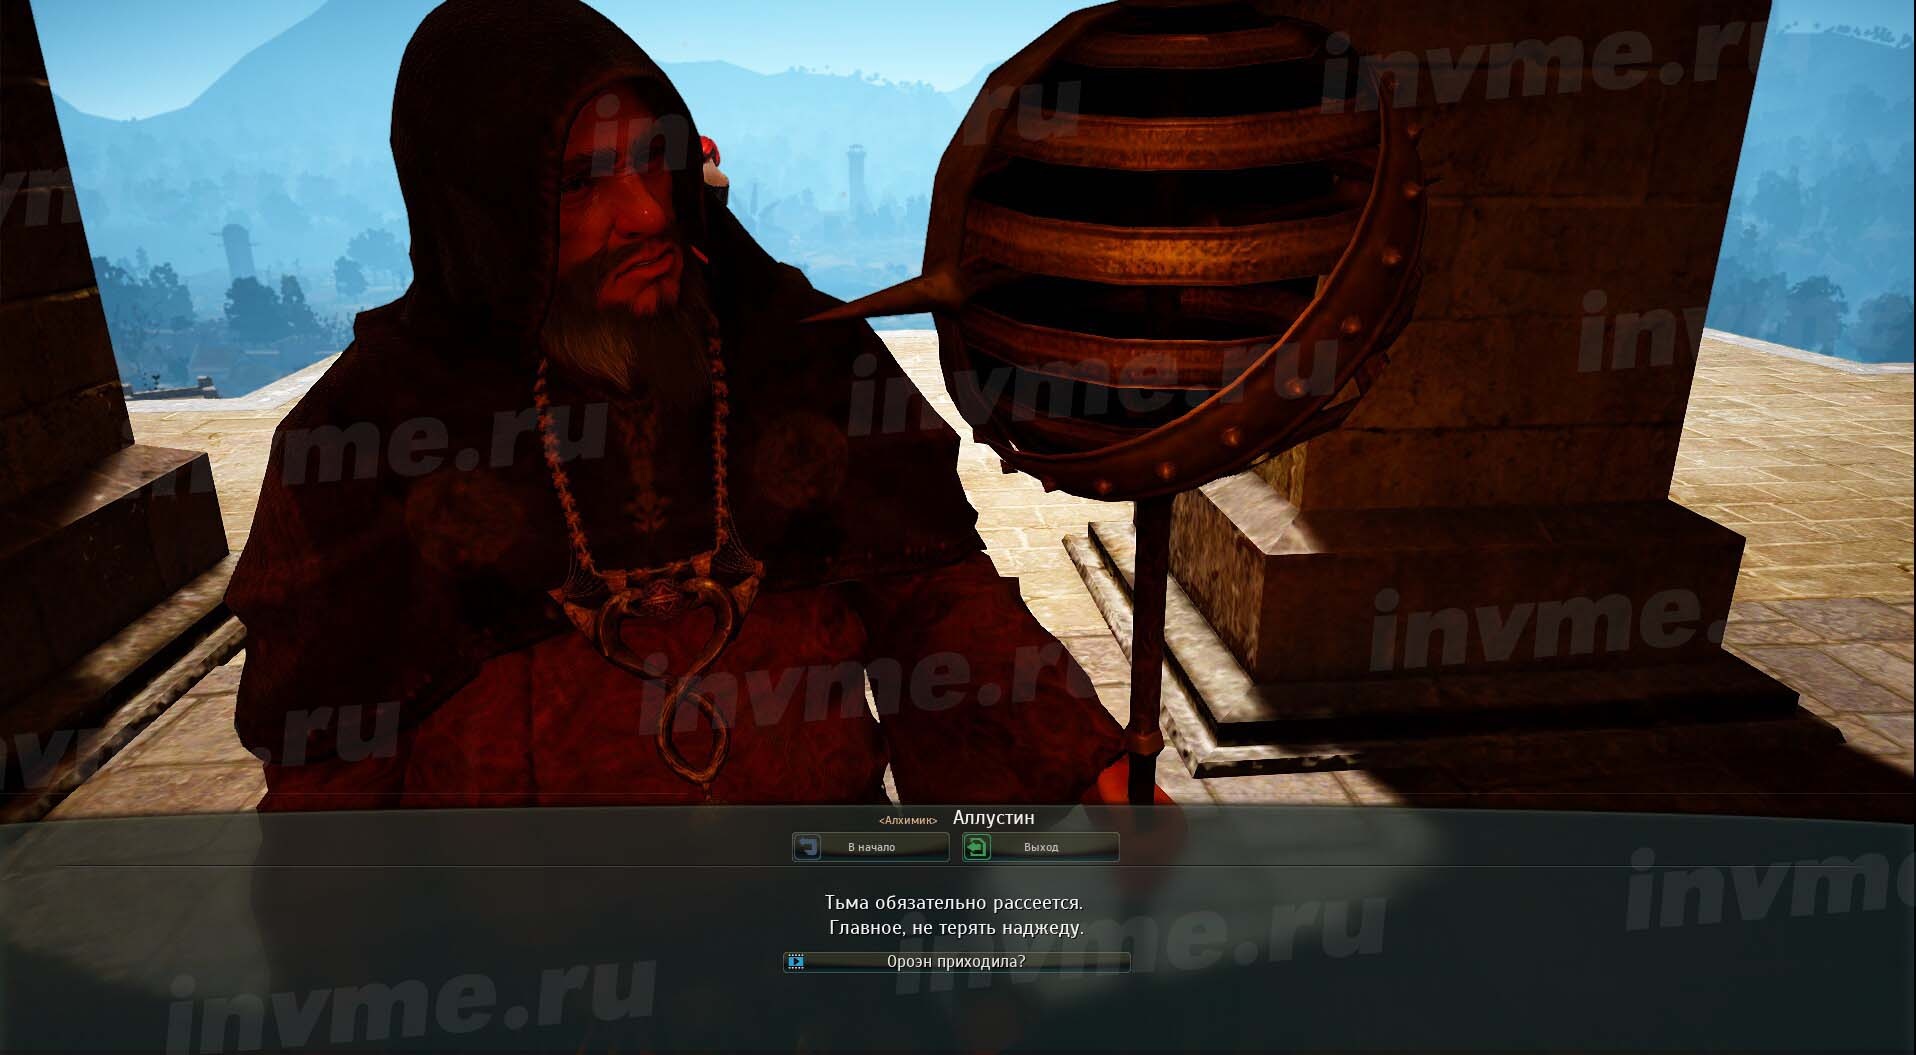 invme.ru
<Алхимик> Аллустин
В начало
Выход
Тьма обязательно рассеется.
Главное, не терять наджеду.
Ороэн приходила?